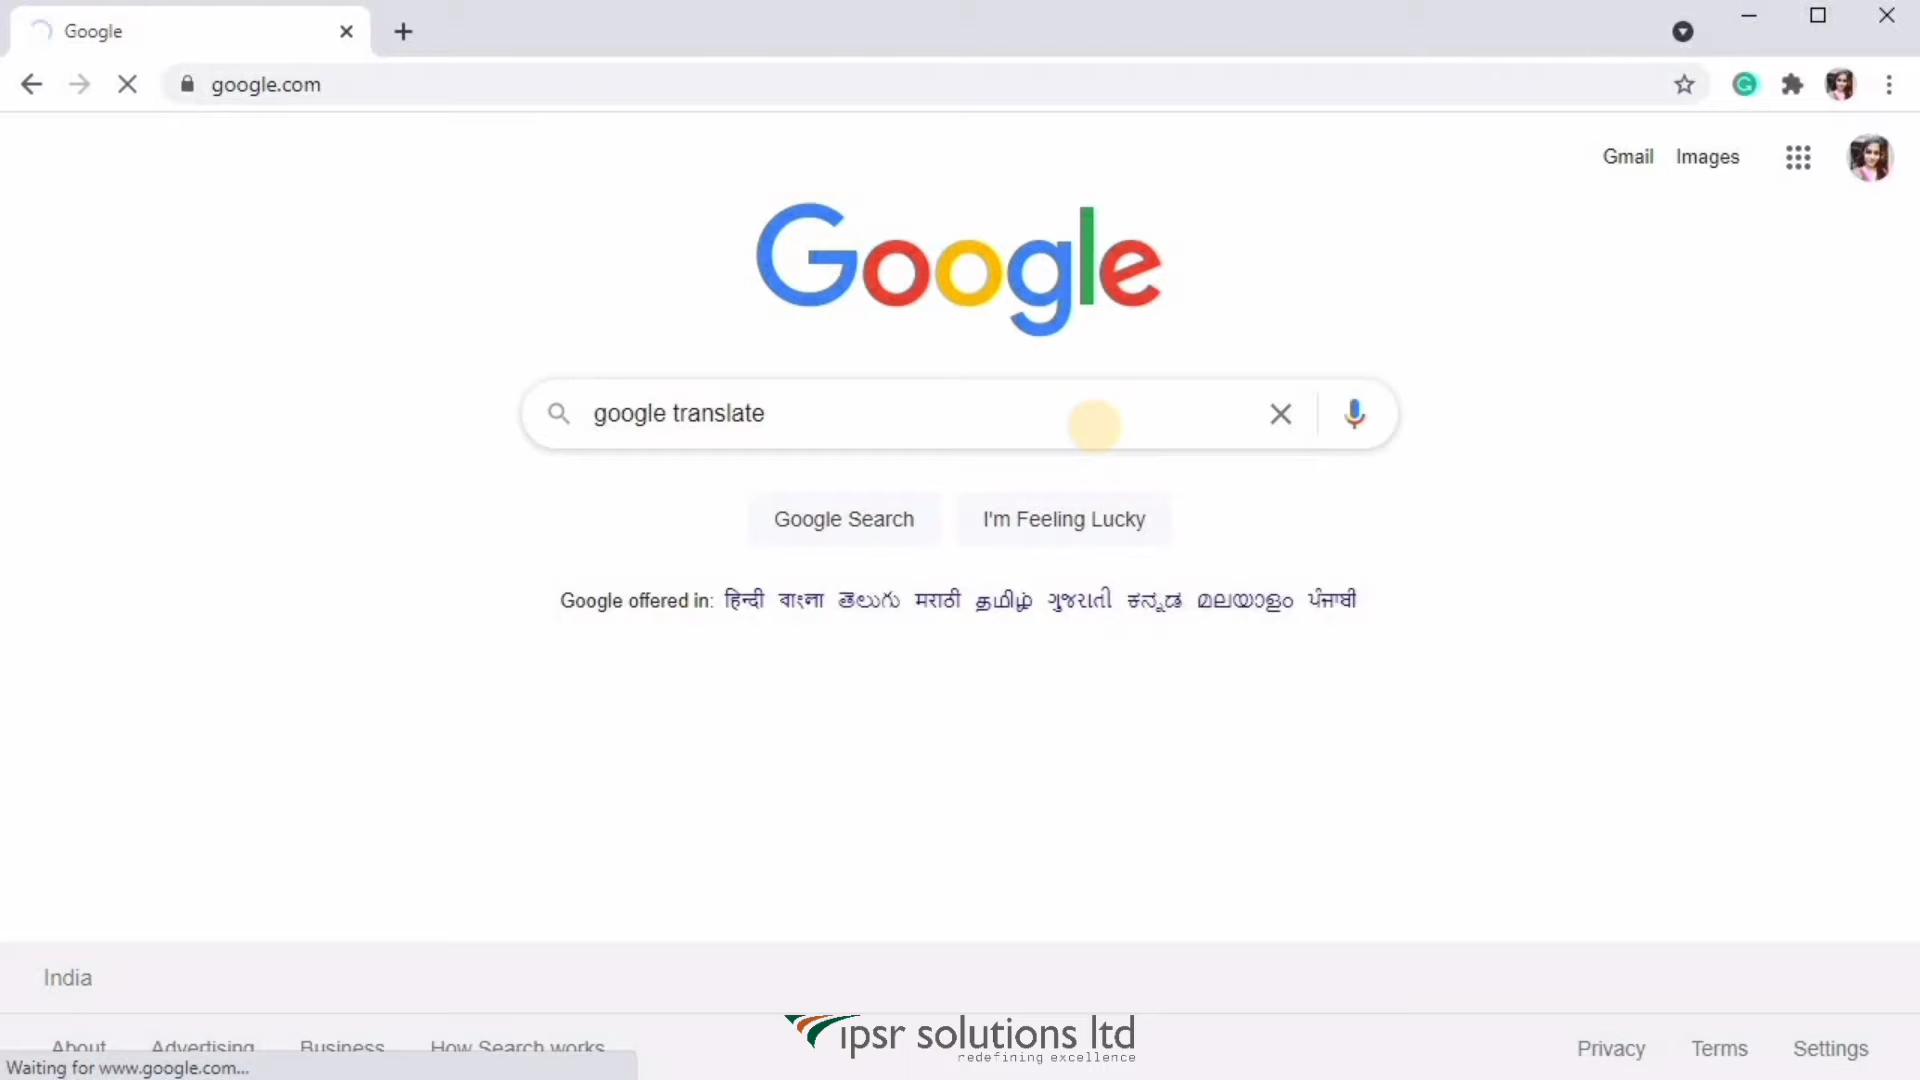 Google
google.com
Gmail Images
Google
google translate
Google Search I'm Feeling Lucky
Google offered in: हिन्दी বাংলা తెలుగు मराठी தமிழ் ગુજરાતી ಕನ್ನಡ മലയാളം ਪੰਜਾਬੀ
India
ipsr solutions ltd
redefining excellence
About Advertising Business How Search works
Privacy Terms Settings
Waiting for www.google.com...